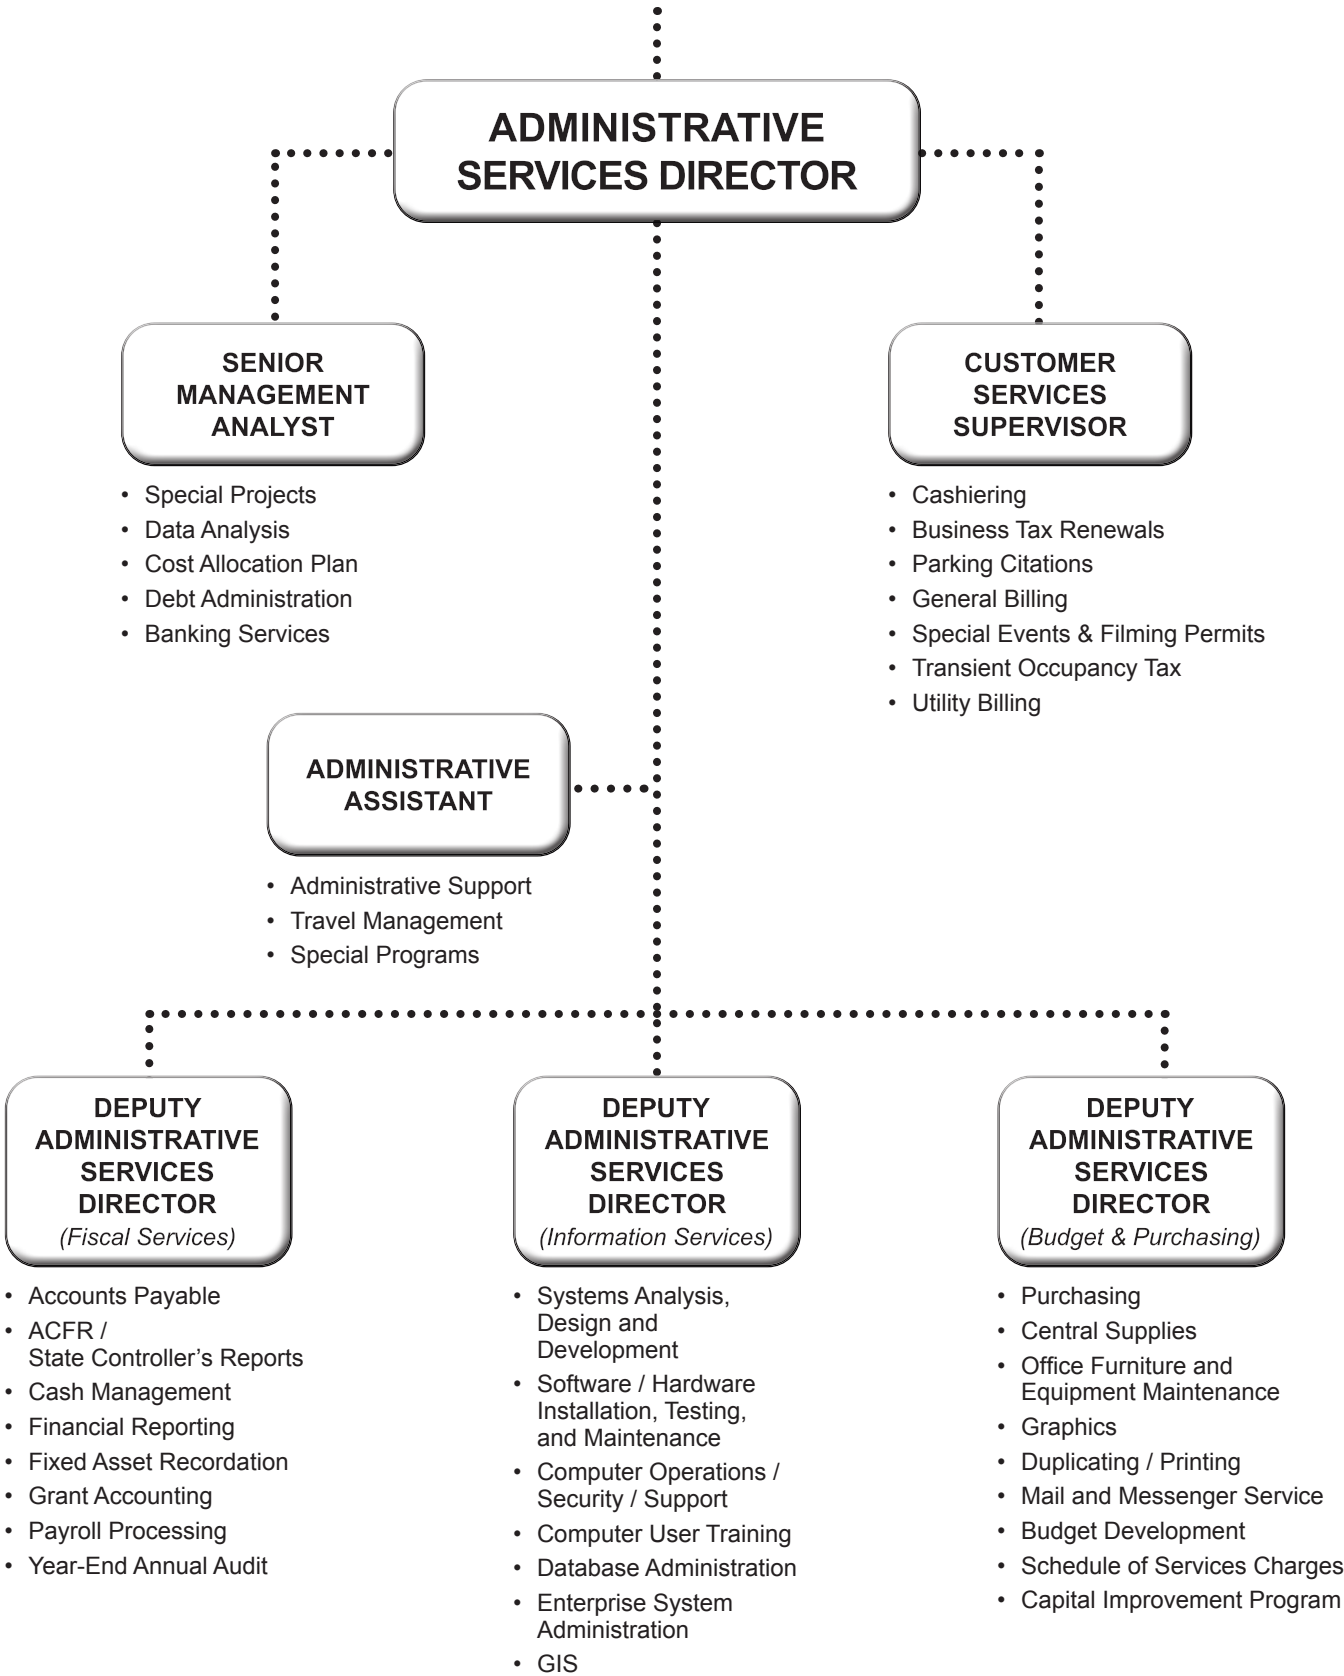 ADMINISTRATIVE
SERVICES DIRECTOR
SENIOR
MANAGEMENT
ANALYST
• Special Projects
• Data Analysis
• Cost Allocation Plan
• Debt Administration
• Banking Services
CUSTOMER
SERVICES
SUPERVISOR
• Cashiering
• Business Tax Renewals
• Parking Citations
• General Billing
• Special Events & Filming Permits
• Transient Occupancy Tax
• Utility Billing
ADMINISTRATIVE
ASSISTANT
• Administrative Support
• Travel Management
• Special Programs
DEPUTY
ADMINISTRATIVE
SERVICES
DIRECTOR
(Fiscal Services)
• Accounts Payable
• ACFR /
State Controller’s Reports
• Cash Management
• Financial Reporting
• Fixed Asset Recordation
• Grant Accounting
• Payroll Processing
• Year-End Annual Audit
DEPUTY
ADMINISTRATIVE
SERVICES
DIRECTOR
(Information Services)
• Systems Analysis,
Design and
Development
• Software / Hardware
Installation, Testing,
and Maintenance
• Computer Operations /
Security / Support
• Computer User Training
• Database Administration
• Enterprise System
Administration
• GIS
DEPUTY
ADMINISTRATIVE
SERVICES
DIRECTOR
(Budget & Purchasing)
• Purchasing
• Central Supplies
• Office Furniture and
Equipment Maintenance
• Graphics
• Duplicating / Printing
• Mail and Messenger Service
• Budget Development
• Schedule of Services Charges
• Capital Improvement Program